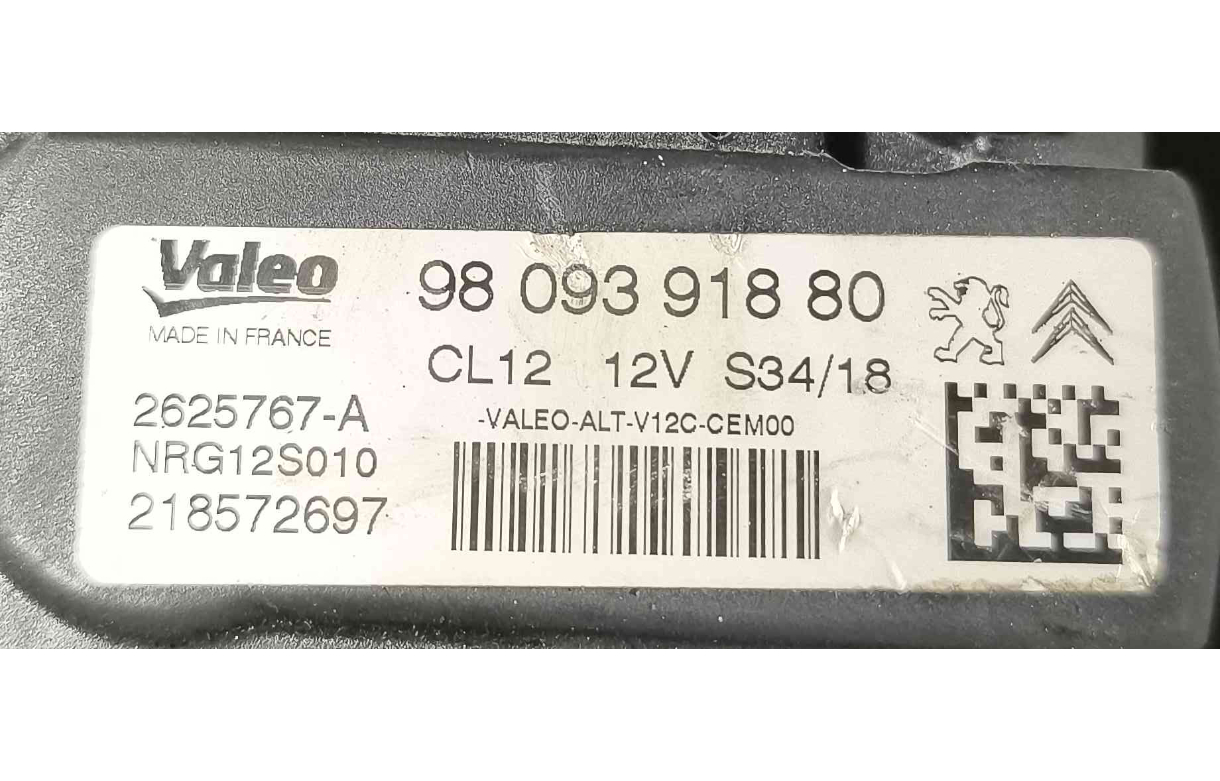 Valeo
MADE IN FRANCE
2625767-A
NRG12S010
218572697
98 093 918 80
CL12 12V S34/18
-VALEO-ALT-V12C-CEM00